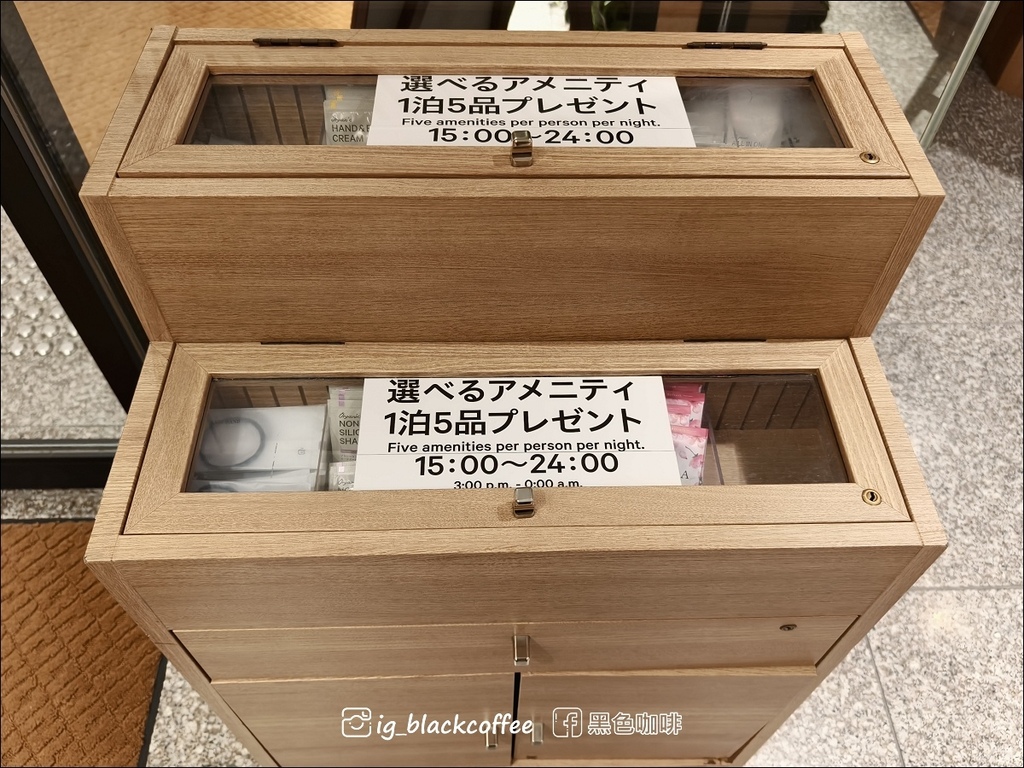 選べるアメニティ
1泊5品プレゼント
Five amenities per person per night.
15:00～24:00
HAND &
CREAM
選べるアメニティ
1泊5品プレゼント
Five amenities per person per night.
15:00～24:00
3:00 p.m. - 0:00 a.m.
NON
SILIC
SHA
ig_blackcoffee
黑色咖啡